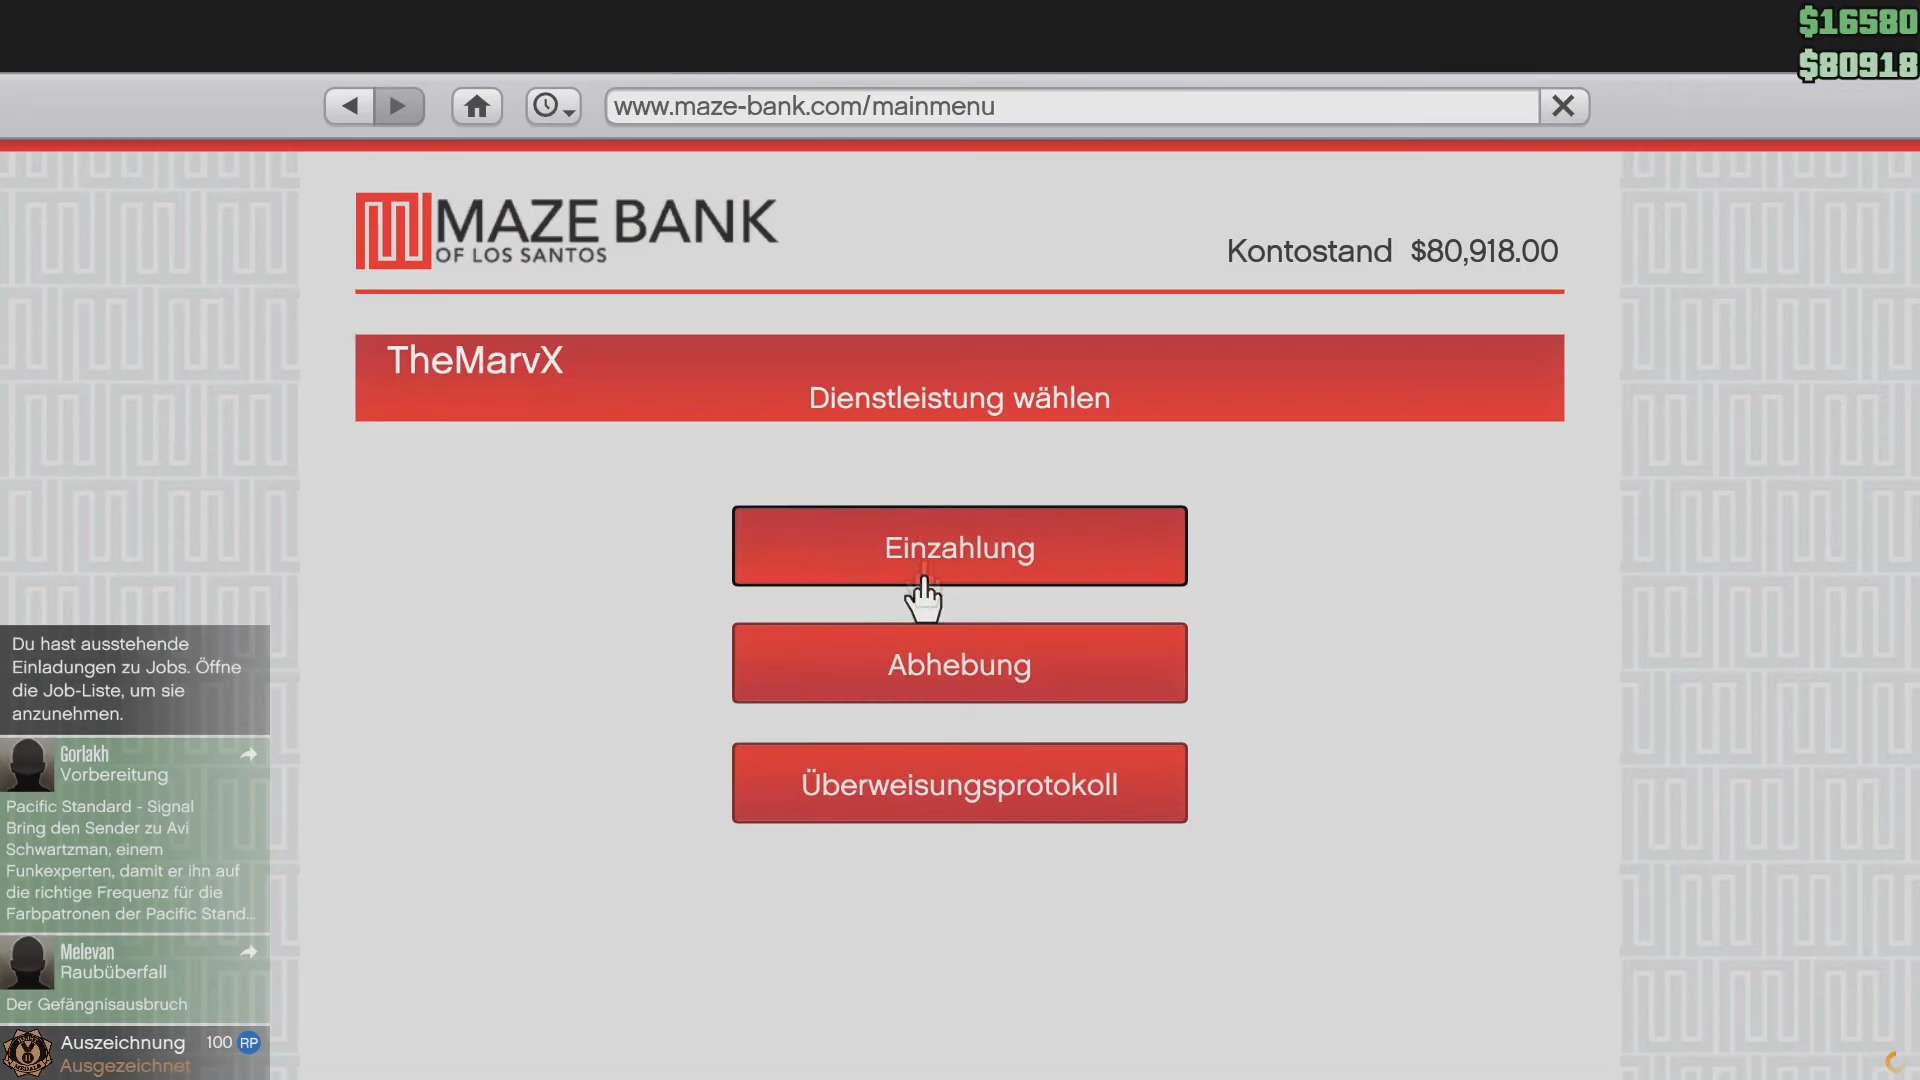 $16580
$80918
www.maze-bank.com/mainmenu
MAZE BANK
OF LOS SANTOS
Kontostand $80,918.00
TheMarvX
Dienstleistung wählen
Einzahlung
Abhebung
Überweisungsprotokoll
Du hast ausstehende
Einladungen zu Jobs. Öffne
die Job-Liste, um sie
anzunehmen.
Gorlakh
Vorbereitung
Pacific Standard - Signal
Bring den Sender zu Avi
Schwartzman, einem
Funkexperten, damit er ihn auf
die richtige Frequenz für die
Farbpatronen der Pacific Stand...
Melevan
Raubüberfall
Der Gefängnisausbruch
Auszeichnung 100 RP
Ausgezeichnet